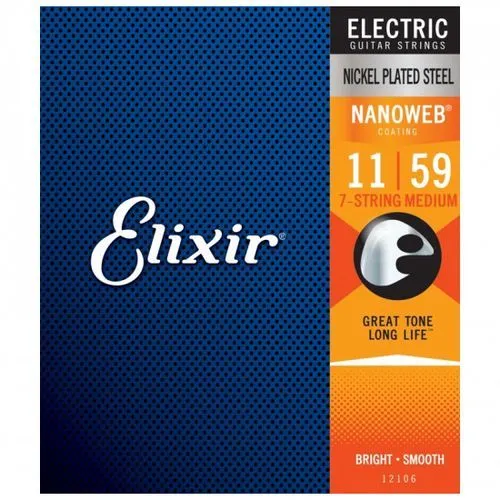 ELECTRIC
GUITAR STRINGS
NICKEL PLATED STEEL
NANOWEB®
COATING
11 | 59
7-STRING MEDIUM
Elixir®
GREAT TONE
LONG LIFE™
BRIGHT • SMOOTH
12106